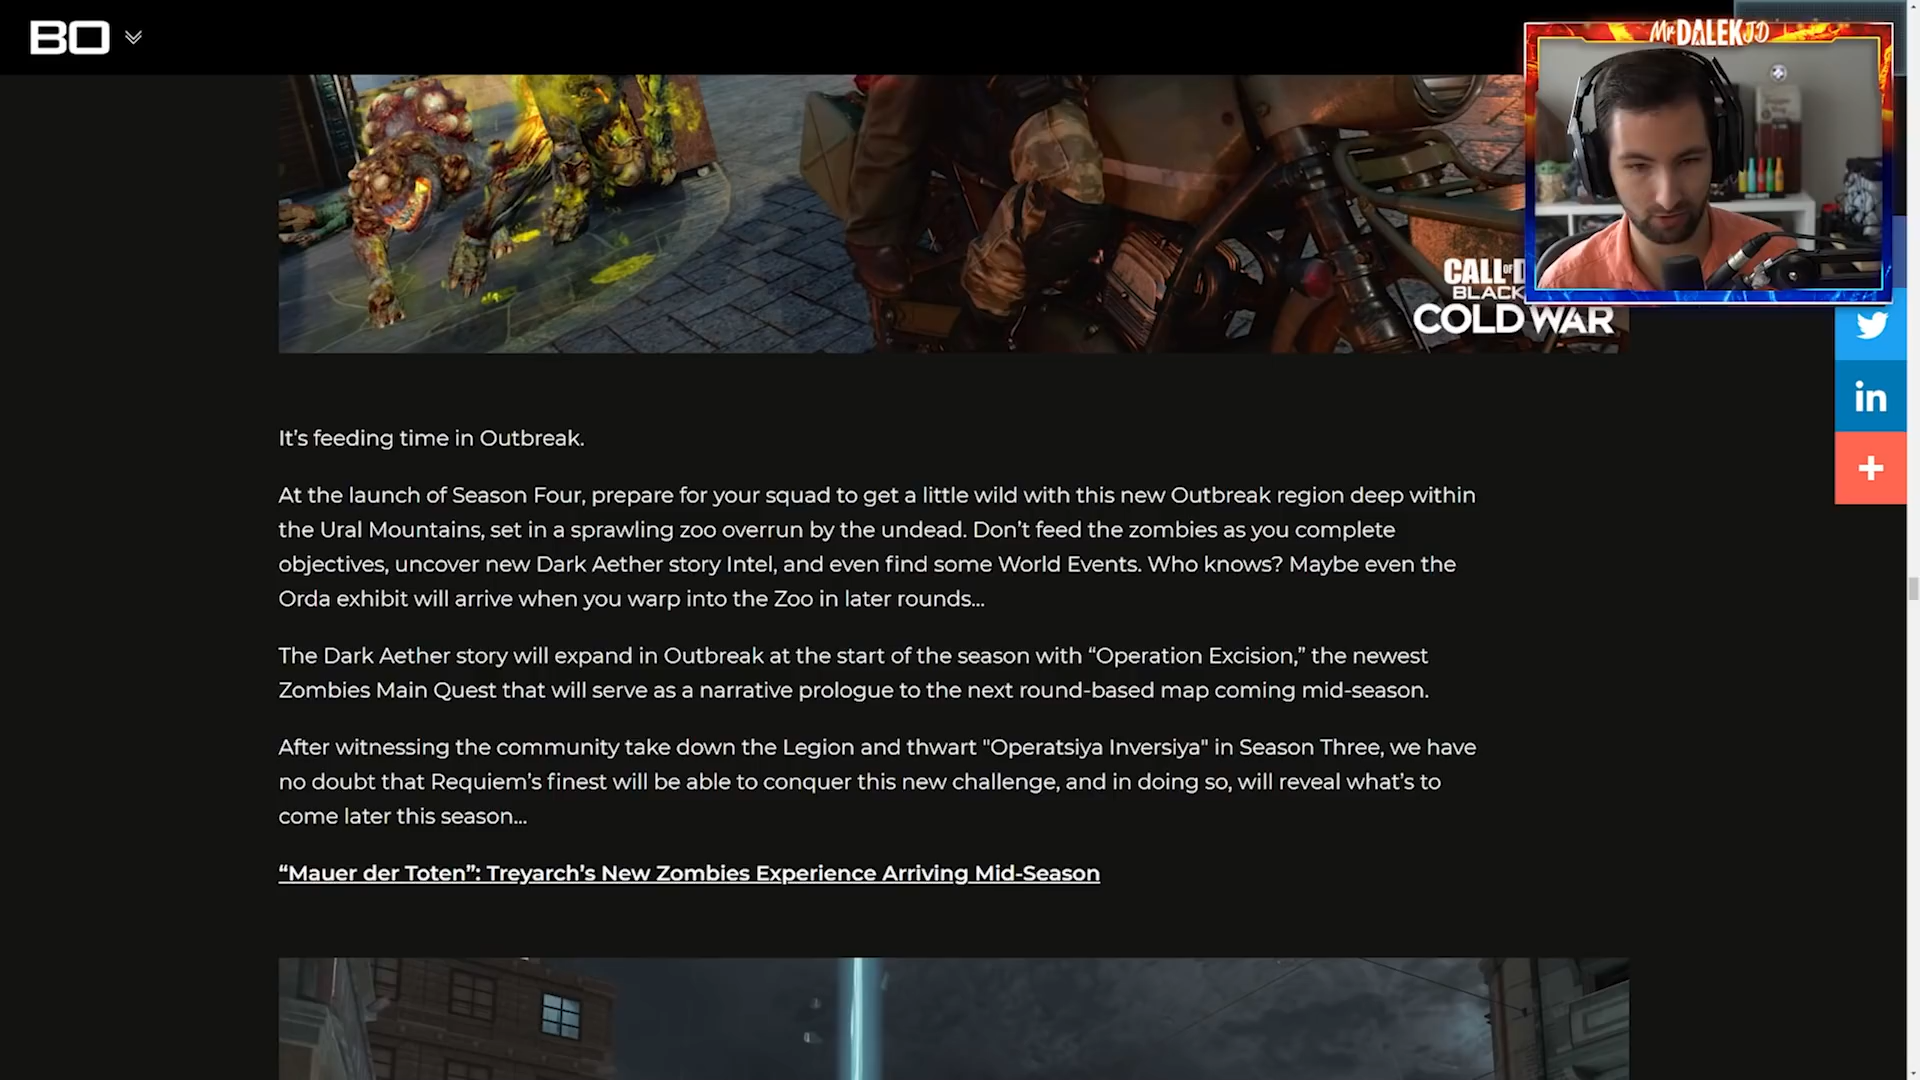 BO
MrDALEKJD
CALL OF D
BLACK
COLD WAR
in
It's feeding time in Outbreak.
At the launch of Season Four, prepare for your squad to get a little wild with this new Outbreak region deep within
the Ural Mountains, set in a sprawling zoo overrun by the undead. Don't feed the zombies as you complete
objectives, uncover new Dark Aether story Intel, and even find some World Events. Who knows? Maybe even the
Orda exhibit will arrive when you warp into the Zoo in later rounds...
The Dark Aether story will expand in Outbreak at the start of the season with “Operation Excision,” the newest
Zombies Main Quest that will serve as a narrative prologue to the next round-based map coming mid-season.
After witnessing the community take down the Legion and thwart "Operatsiya Inversiya" in Season Three, we have
no doubt that Requiem's finest will be able to conquer this new challenge, and in doing so, will reveal what's to
come later this season...
“Mauer der Toten”: Treyarch's New Zombies Experience Arriving Mid-Season